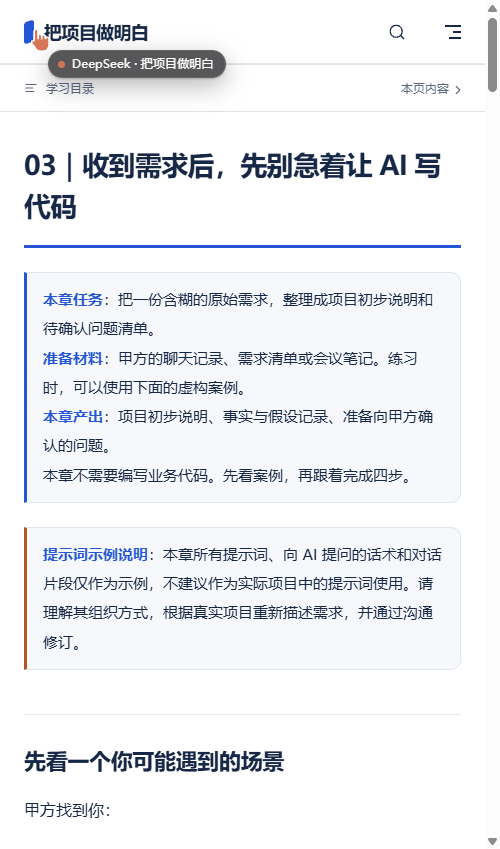 把项目做明白
DeepSeek · 把项目做明白
学习目录
本页内容
03｜收到需求后，先别急着让 AI 写
代码
本章任务：把一份含糊的原始需求，整理成项目初步说明和
待确认问题清单。
准备材料：甲方的聊天记录、需求清单或会议笔记。练习
时，可以使用下面的虚构案例。
本章产出：项目初步说明、事实与假设记录、准备向甲方确
认的问题。
本章不需要编写业务代码。先看案例，再跟着完成四步。
提示词示例说明：本章所有提示词、向 AI 提问的话术和对话
片段仅作为示例，不建议作为实际项目中的提示词使用。请
理解其组织方式，根据真实项目重新描述需求，并通过沟通
修订。
先看一个你可能遇到的场景
甲方找到你：